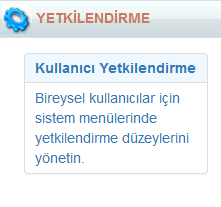 YETKİLENDİRME
Kullanıcı Yetkilendirme
Bireysel kullanıcılar için
sistem menülerinde
yetkilendirme düzeylerini
yönetin.